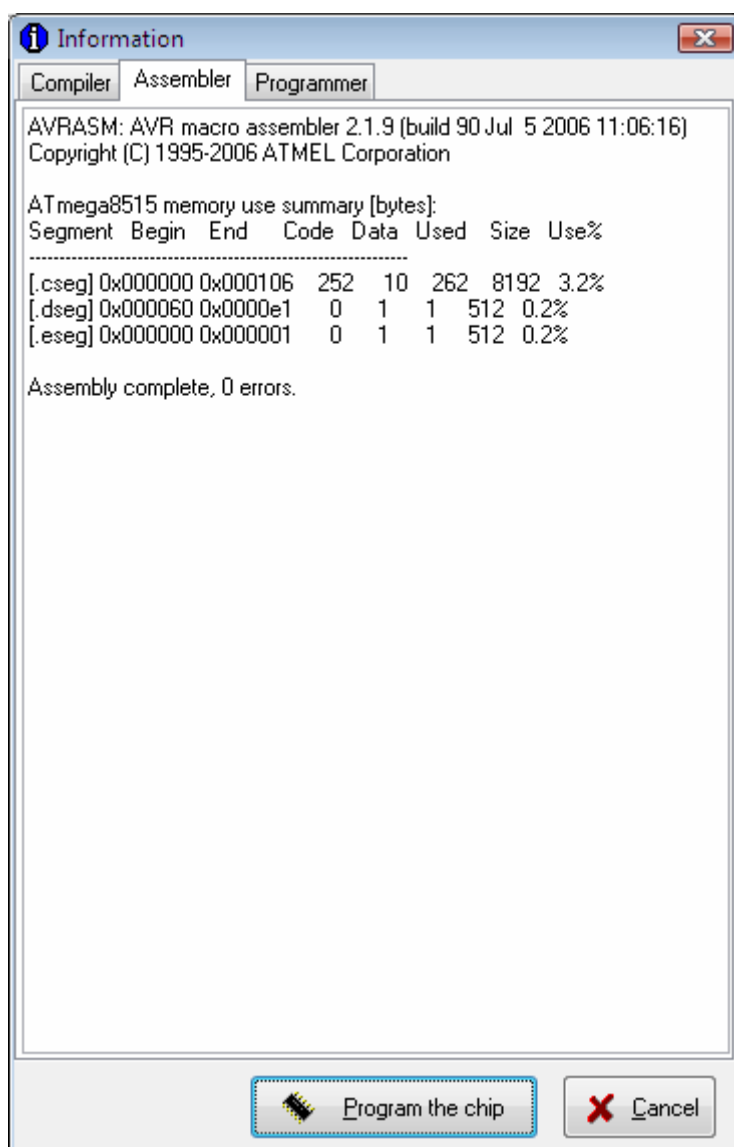 Information
Compiler Assembler Programmer
AVRASM: AVR macro assembler 2.1.9 (build 90 Jul  5 2006 11:06:16)
Copyright (C) 1995-2006 ATMEL Corporation
ATmega8515 memory use summary [bytes]:
Segment   Begin    End      Code   Data   Used    Size   Use%
---------------------------------------------------------------
[.cseg] 0x000000 0x000106    252     10    262    8192   3.2%
[.dseg] 0x000060 0x0000e1      0      1      1     512   0.2%
[.eseg] 0x000000 0x000001      0      1      1     512   0.2%
Assembly complete, 0 errors.
Program the chip Cancel